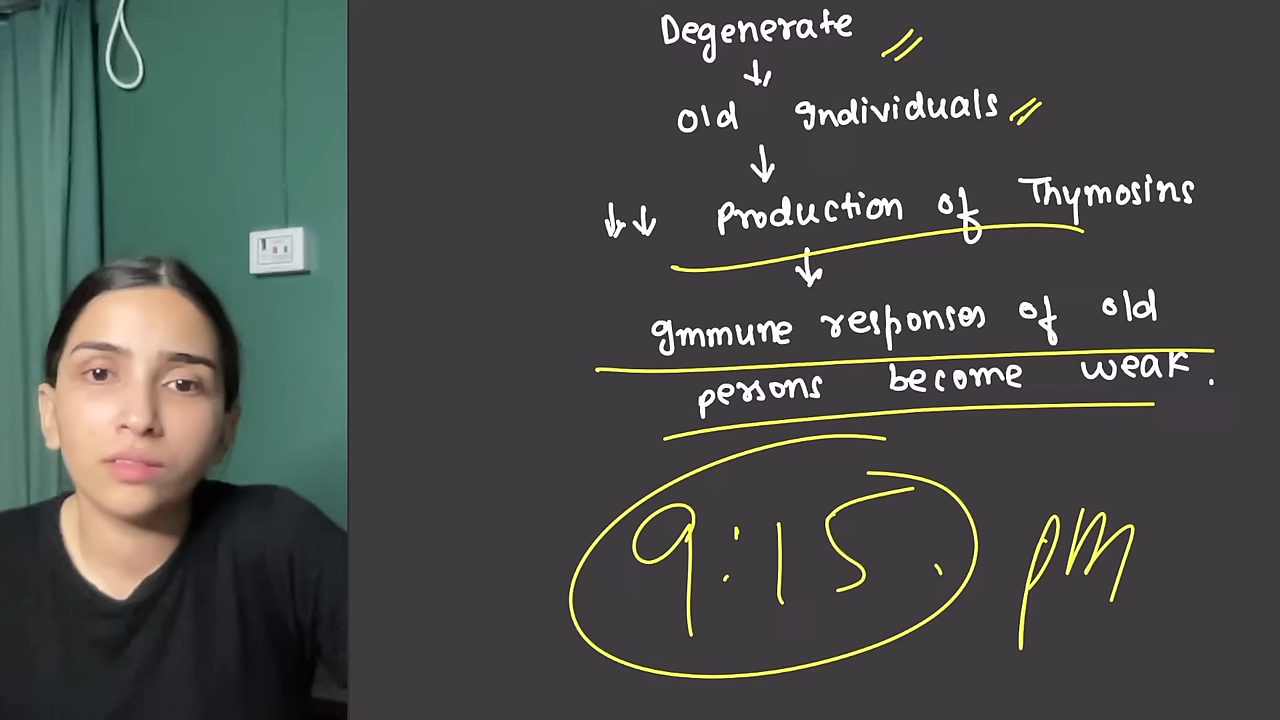 Degenerate
Old Individuals
↓↓ Production of Thymosins
Immune responses of old
persons become weak.
9:15. pm